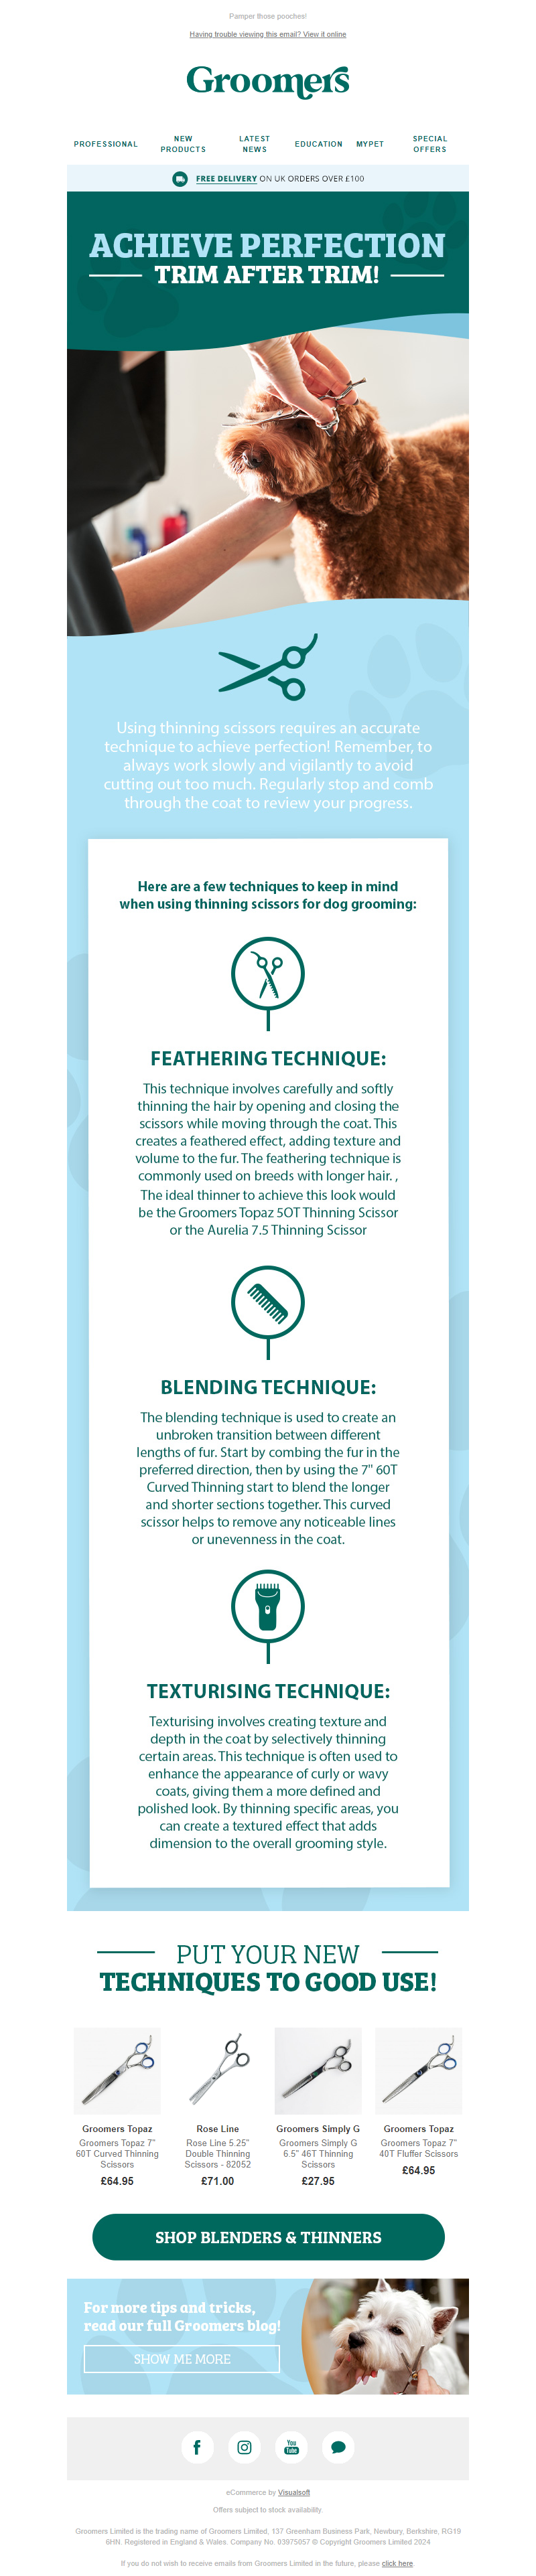 Pamper those pooches!
Having trouble viewing this email? View it online
Groomers
PROFESSIONAL
NEW
PRODUCTS
LATEST
NEWS
EDUCATION
MYPET
SPECIAL
OFFERS
FREE DELIVERY ON UK ORDERS OVER £100
ACHIEVE PERFECTION
TRIM AFTER TRIM!
Using thinning scissors requires an accurate
technique to achieve perfection! Remember, to
always work slowly and vigilantly to avoid
cutting out too much. Regularly stop and comb
through the coat to review your progress.
Here are a few techniques to keep in mind
when using thinning scissors for dog grooming:
FEATHERING TECHNIQUE:
This technique involves carefully and softly
thinning the hair by opening and closing the
scissors while moving through the coat. This
creates a feathered effect, adding texture and
volume to the fur. The feathering technique is
commonly used on breeds with longer hair. ,
The ideal thinner to achieve this look would
be the Groomers Topaz 5OT Thinning Scissor
or the Aurelia 7.5 Thinning Scissor
BLENDING TECHNIQUE:
The blending technique is used to create an
unbroken transition between different
lengths of fur. Start by combing the fur in the
preferred direction, then by using the 7" 60T
Curved Thinning start to blend the longer
and shorter sections together. This curved
scissor helps to remove any noticeable lines
or unevenness in the coat.
TEXTURISING TECHNIQUE:
Texturising involves creating texture and
depth in the coat by selectively thinning
certain areas. This technique is often used to
enhance the appearance of curly or wavy
coats, giving them a more defined and
polished look. By thinning specific areas, you
can create a textured effect that adds
dimension to the overall grooming style.
PUT YOUR NEW
TECHNIQUES TO GOOD USE!
Groomers Topaz
Groomers Topaz 7"
60T Curved Thinning
Scissors
£64.95
Rose Line
Rose Line 5.25"
Double Thinning
Scissors - 82052
£71.00
Groomers Simply G
Groomers Simply G
6.5" 46T Thinning
Scissors
£27.95
Groomers Topaz
Groomers Topaz 7"
40T Fluffer Scissors
£64.95
SHOP BLENDERS & THINNERS
For more tips and tricks,
read our full Groomers blog!
SHOW ME MORE
You
Tube
eCommerce by Visualsoft
Offers subject to stock availability.
Groomers Limited is the trading name of Groomers Limited, 137 Greenham Business Park, Newbury, Berkshire, RG19
6HN. Registered in England & Wales. Company No. 03975057 © Copyright Groomers Limited 2024
If you do not wish to receive emails from Groomers Limited in the future, please click here.